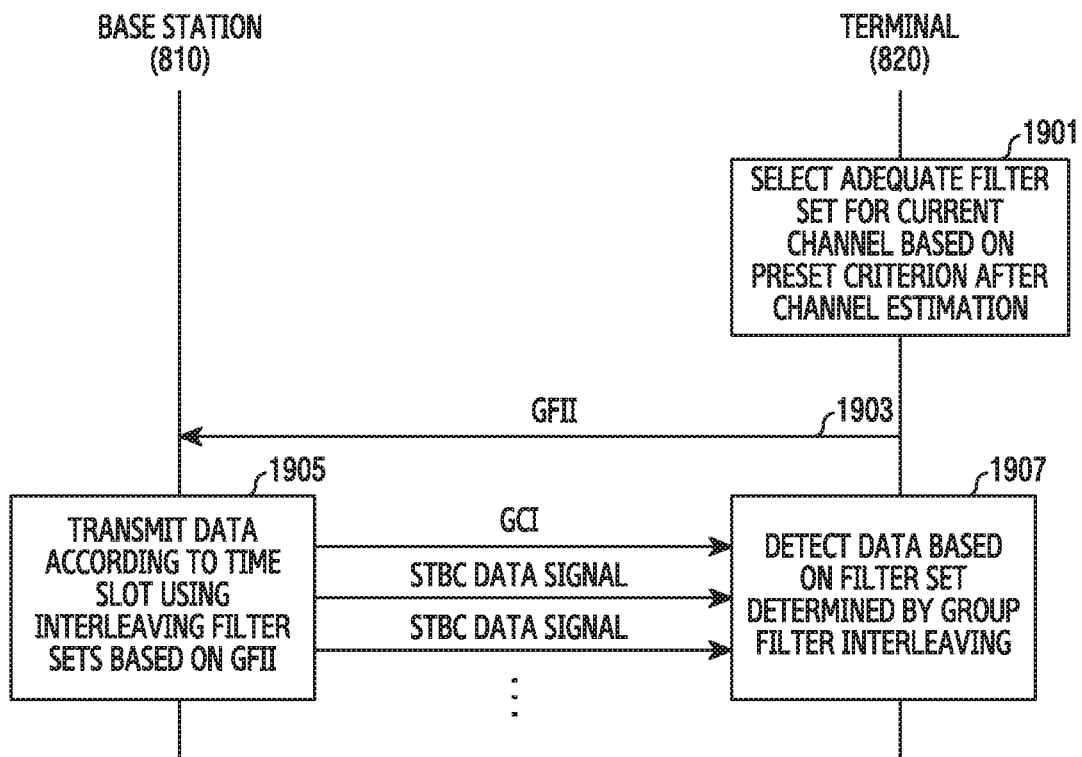 BASE STATION
(810)
TERMINAL
(820)
1901
SELECT ADEQUATE FILTER
SET FOR CURRENT
CHANNEL BASED ON
PRESET CRITERION AFTER
CHANNEL ESTIMATION
GFII
1903
1905
TRANSMIT DATA
ACCORDING TO TIME
SLOT USING
INTERLEAVING FILTER
SETS BASED ON GFII
GCI
STBC DATA SIGNAL
STBC DATA SIGNAL
1907
DETECT DATA BASED
ON FILTER SET
DETERMINED BY GROUP
FILTER INTERLEAVING